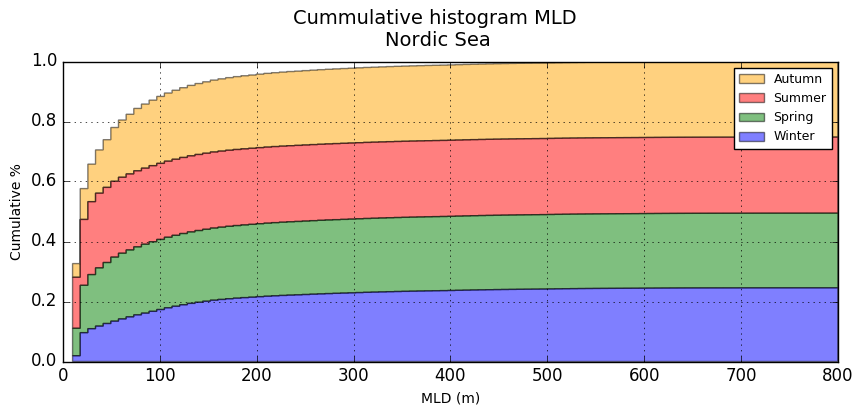 Cummulative histogram MLD
Nordic Sea
Cumulative %
1.0
0.8
0.6
0.4
0.2
0.0
Autumn
Summer
Spring
Winter
0 100 200 300 400 500 600 700 800
MLD (m)